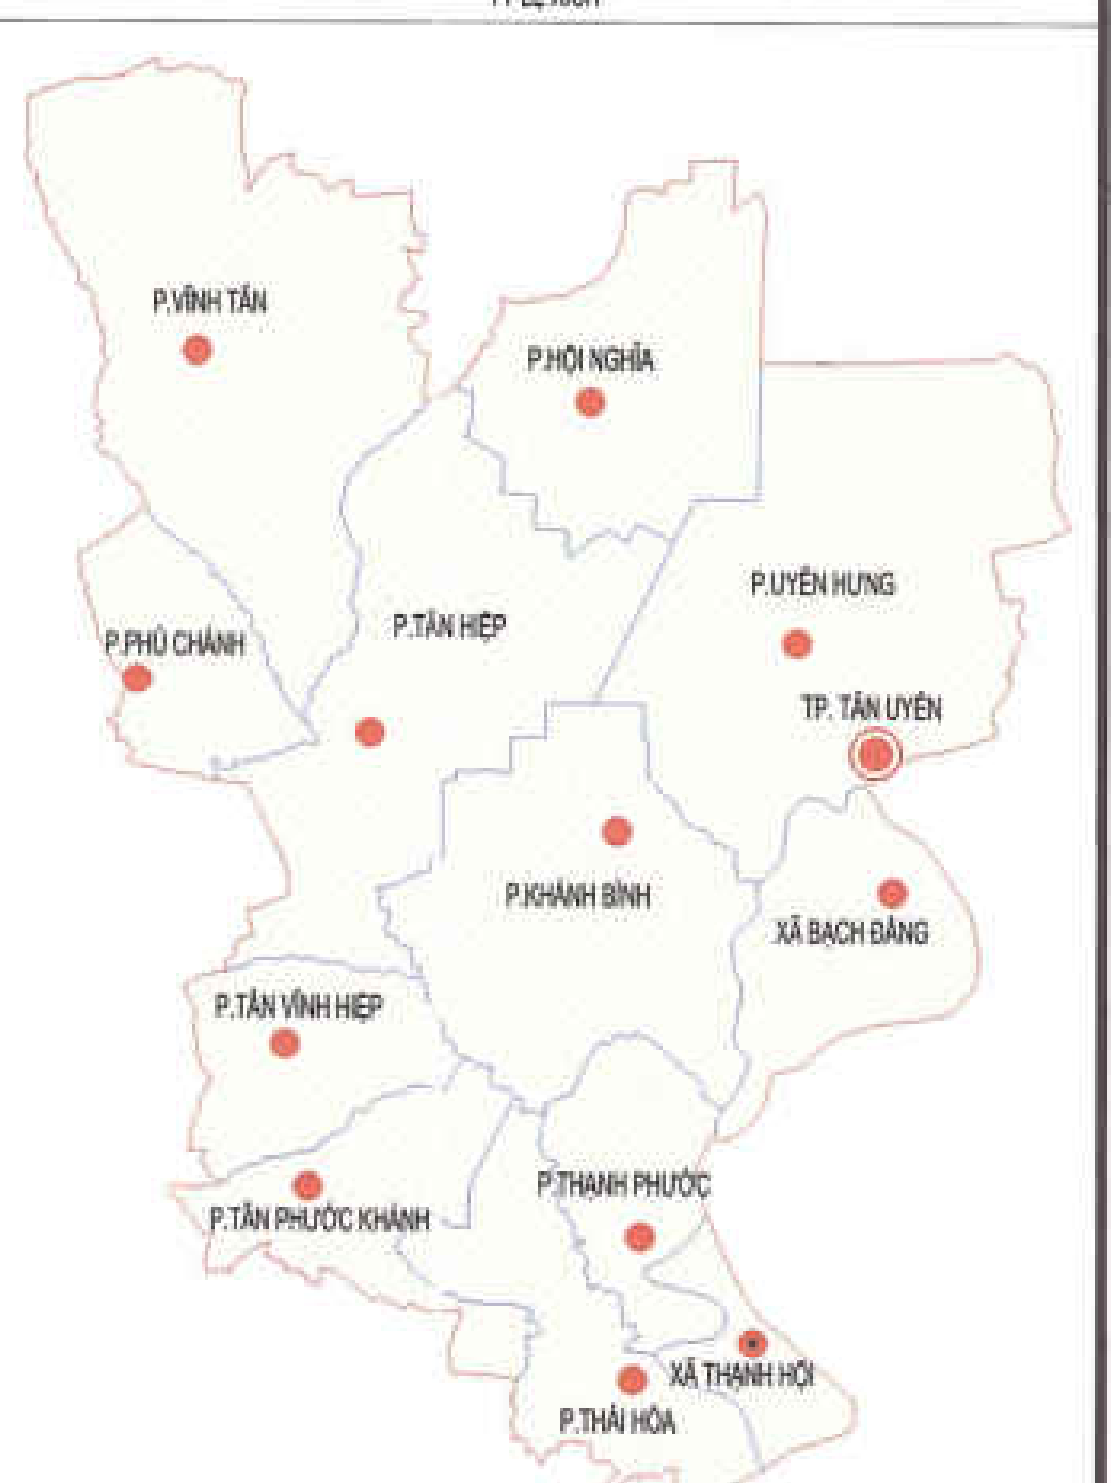 P.VĨNH TÂN
P.HỘI NGHĨA
P.UYÊN HƯNG
P.TÂN HIỆP
P.PHÚ CHÁNH
TP. TÂN UYÊN
P.KHÁNH BÌNH
XÃ BẠCH ĐẰNG
P.TÂN VĨNH HIỆP
P.THẠNH PHƯỚC
P.TÂN PHƯỚC KHÁNH
XÃ THẠNH HỘI
P.THÁI HÒA